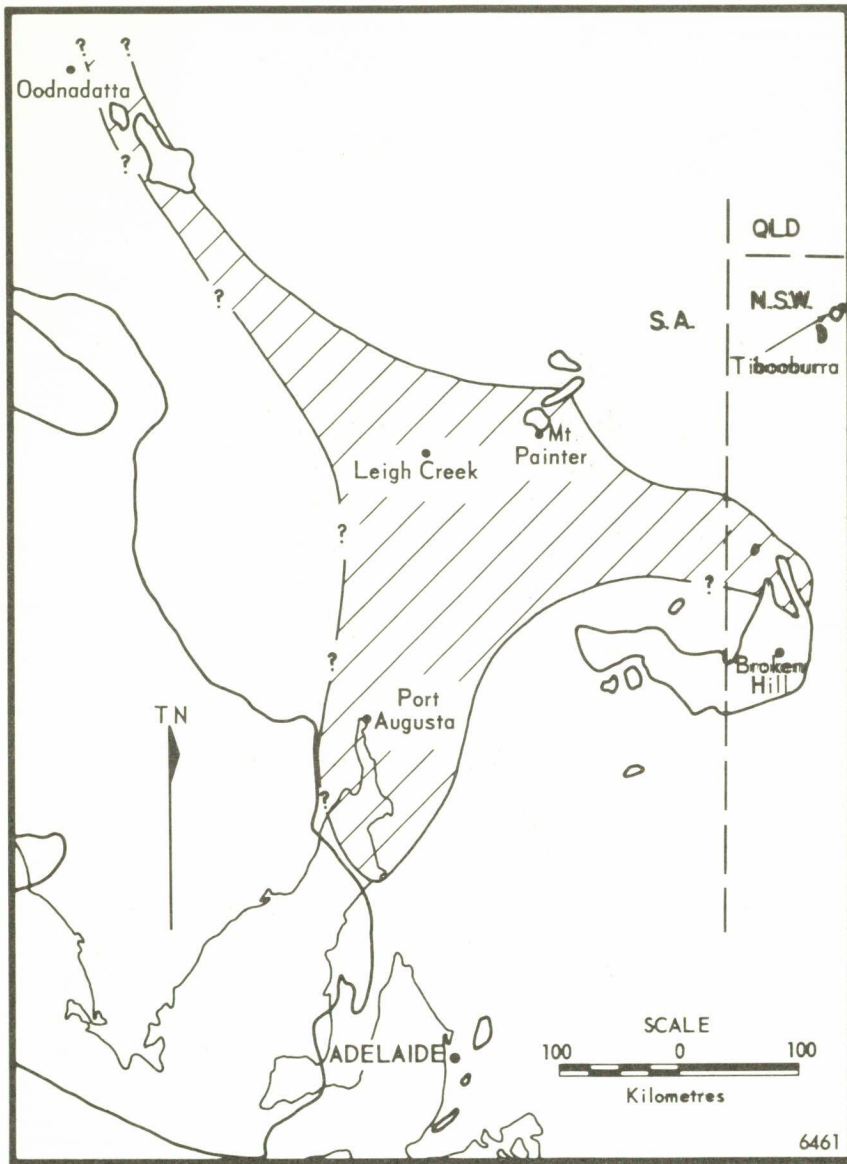 ? ?
Oodnadatta
?
QLD
?
N.S.W.
S.A.
Tibooburra
Mt
Painter
Leigh Creek
?
?
?
Broken
Hill
Port
Augusta
TN
?
SCALE
ADELAIDE
100 0 100
Kilometres
6461